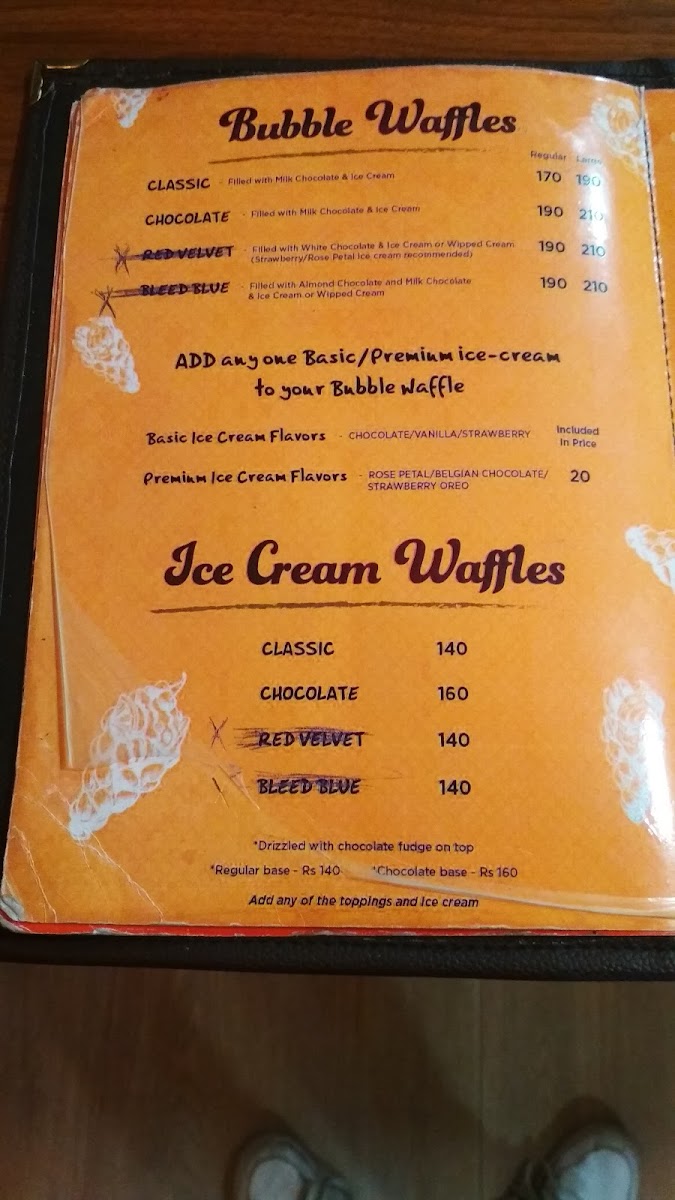 Bubble Waffles
Regular Large
CLASSIC - Filled with Milk Chocolate & Ice Cream 170 190
CHOCOLATE - Filled with Milk Chocolate & Ice Cream 190 210
RED VELVET - Filled with White Chocolate & Ice Cream or Wipped Cream 190 210
(Strawberry/Rose Petal Ice cream recommended)
BLEED BLUE - Filled with Almond Chocolate and Milk Chocolate 190 210
& Ice Cream or Wipped Cream
ADD any one Basic/Premium ice-cream
to your Bubble Waffle
Basic Ice Cream Flavors - CHOCOLATE/VANILLA/STRAWBERRY Included
In Price
Premium Ice Cream Flavors - ROSE PETAL/BELGIAN CHOCOLATE/ 20
STRAWBERRY OREO
Ice Cream Waffles
CLASSIC 140
CHOCOLATE 160
RED VELVET 140
BLEED BLUE 140
*Drizzled with chocolate fudge on top
*Regular base - Rs 140 *Chocolate base - Rs 160
Add any of the toppings and Ice cream